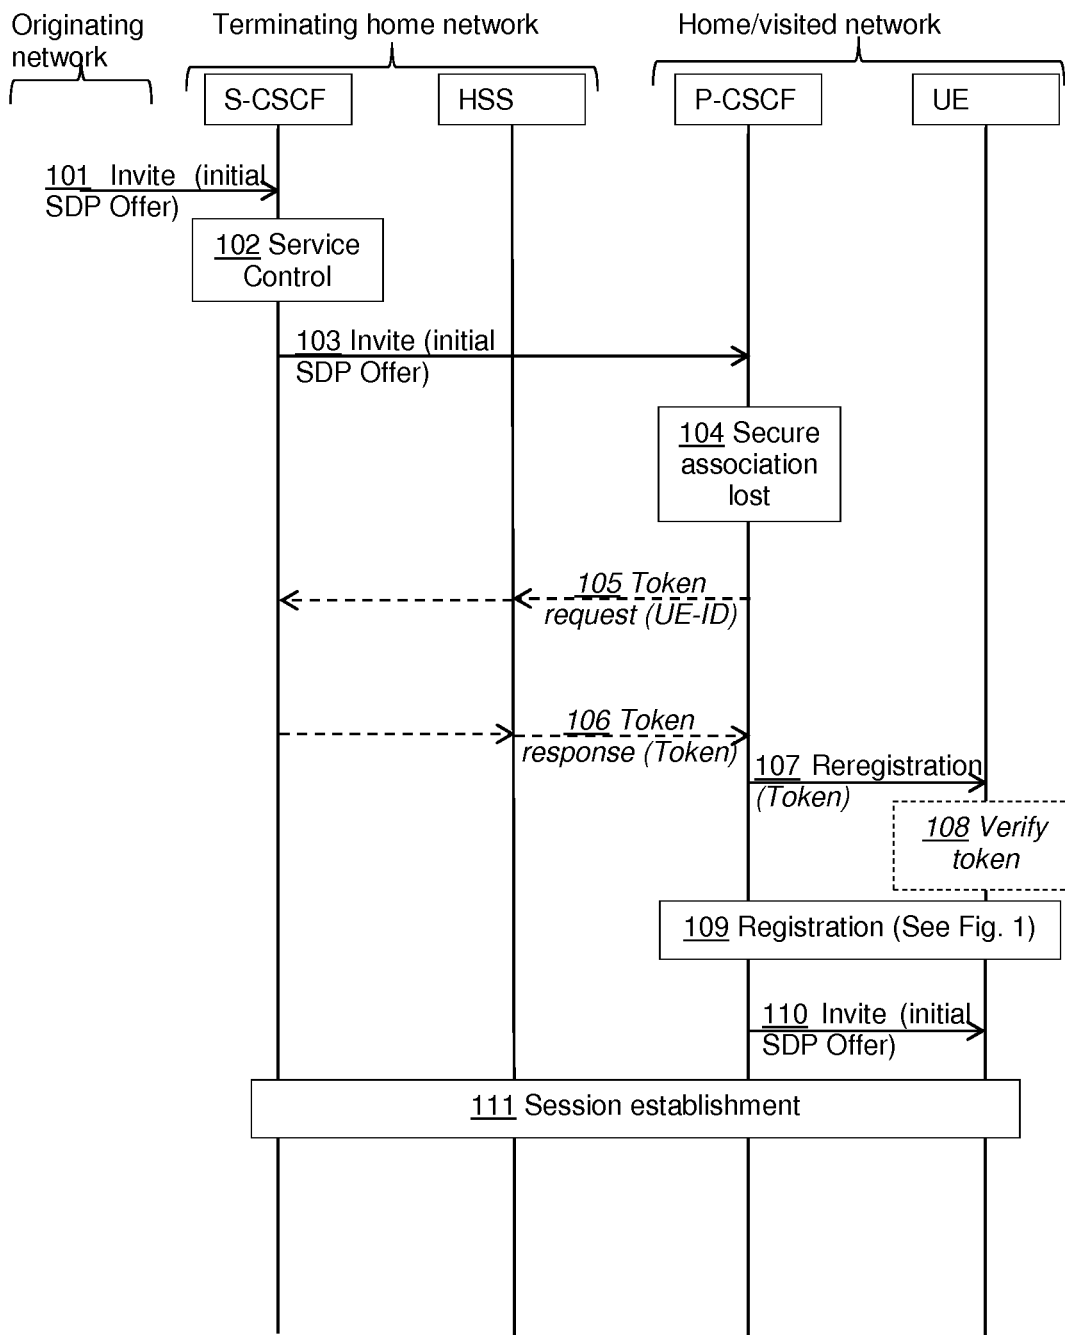 Originating
network
Terminating home network
Home/visited network
S-CSCF
HSS
P-CSCF
UE
101 Invite (initial
SDP Offer)
102 Service
Control
103 Invite (initial
SDP Offer)
104 Secure
association
lost
105 Token
request (UE-ID)
106 Token
response (Token)
107 Reregistration
(Token)
108 Verify
token
109 Registration (See Fig. 1)
110 Invite (initial
SDP Offer)
111 Session establishment